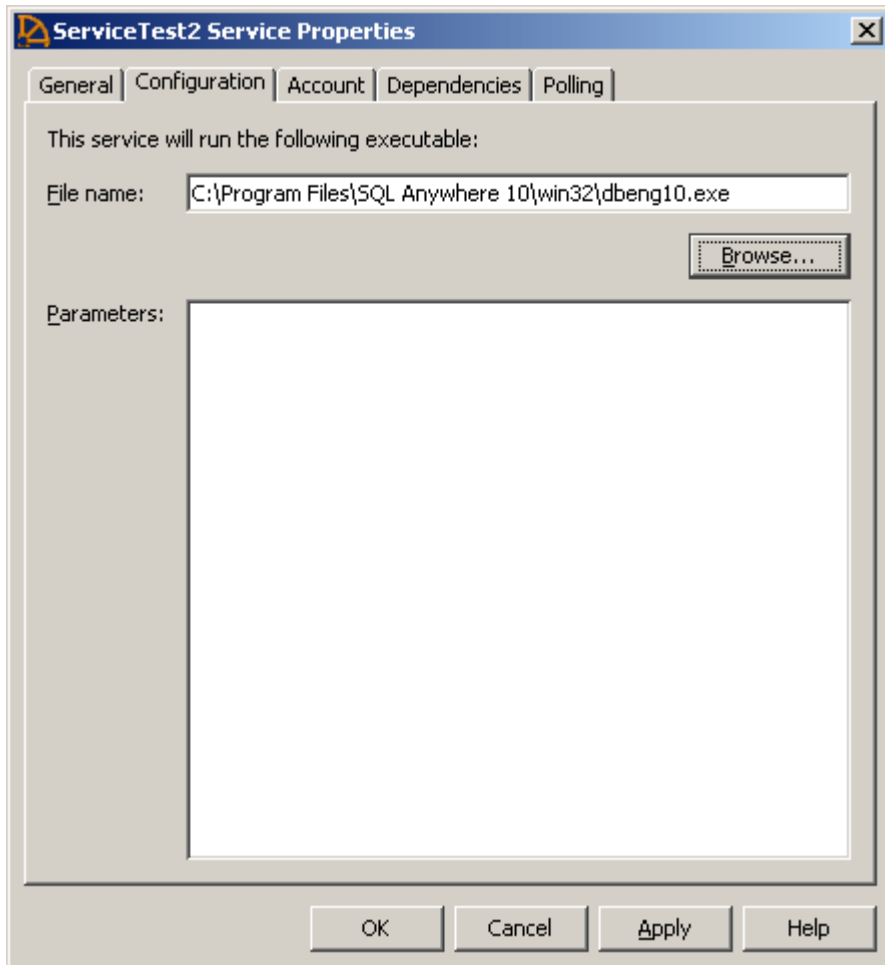 ServiceTest2 Service Properties
General Configuration Account Dependencies Polling
This service will run the following executable:
File name: C:\Program Files\SQL Anywhere 10\win32\dbeng10.exe
Browse...
Parameters:
OK Cancel Apply Help